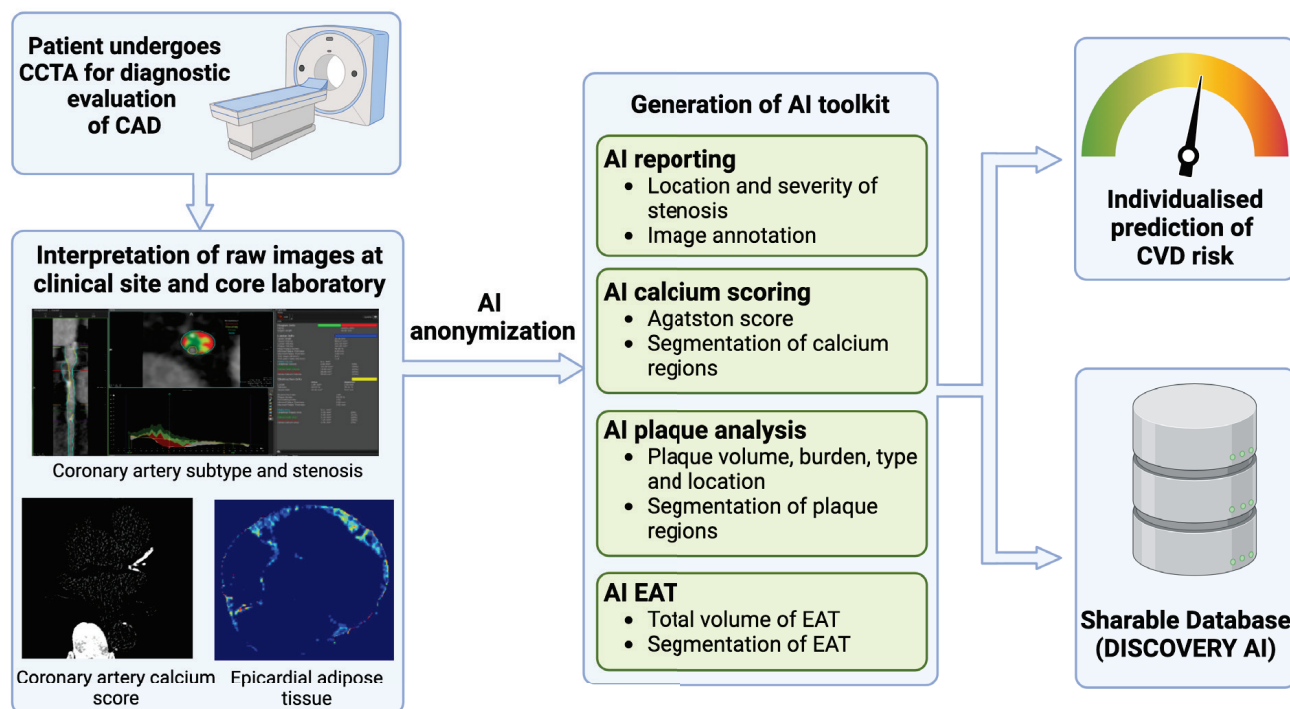 Patient undergoes
CCTA for diagnostic
evaluation
of CAD
Interpretation of raw images at
clinical site and core laboratory
Coronary artery subtype and stenosis
Coronary artery calcium
score
Epicardial adipose
tissue
AI
anonymization
Generation of AI toolkit
AI reporting
• Location and severity of
stenosis
• Image annotation
AI calcium scoring
• Agatston score
• Segmentation of calcium
regions
AI plaque analysis
• Plaque volume, burden, type
and location
• Segmentation of plaque
regions
AI EAT
• Total volume of EAT
• Segmentation of EAT
Individualised
prediction of
CVD risk
Sharable Database
(DISCOVERY AI)